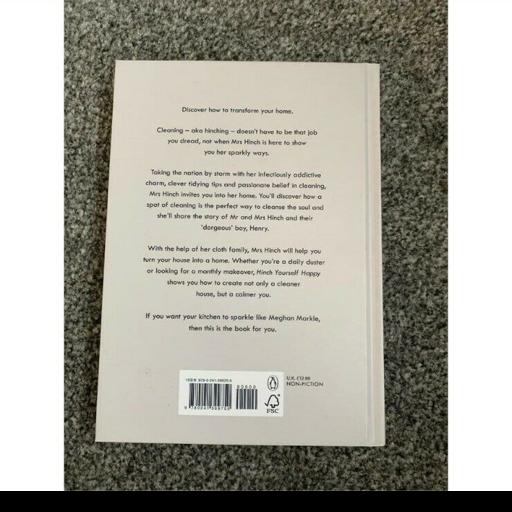 Discover how to transform your home.
Cleaning – aka hinching – doesn't have to be that job
you dread, not when Mrs Hinch is here to show
you her sparkly ways.
Taking the nation by storm with her infectiously addictive
charm, clever tidying tips and passionate belief in cleaning,
Mrs Hinch invites you into her home. You'll discover how a
spot of cleaning is the perfect way to cleanse the soul and
she'll share the story of Mr and Mrs Hinch and their
'dorgeous' boy, Henry.
With the help of her cloth family, Mrs Hinch will help you
turn your house into a home. Whether you're a daily duster
or looking for a monthly makeover, Hinch Yourself Happy
shows you how to create not only a cleaner
house, but a calmer you.
If you want your kitchen to sparkle like Meghan Markle,
then this is the book for you.
90000
U.K. £12.99
NON-FICTION
FSC